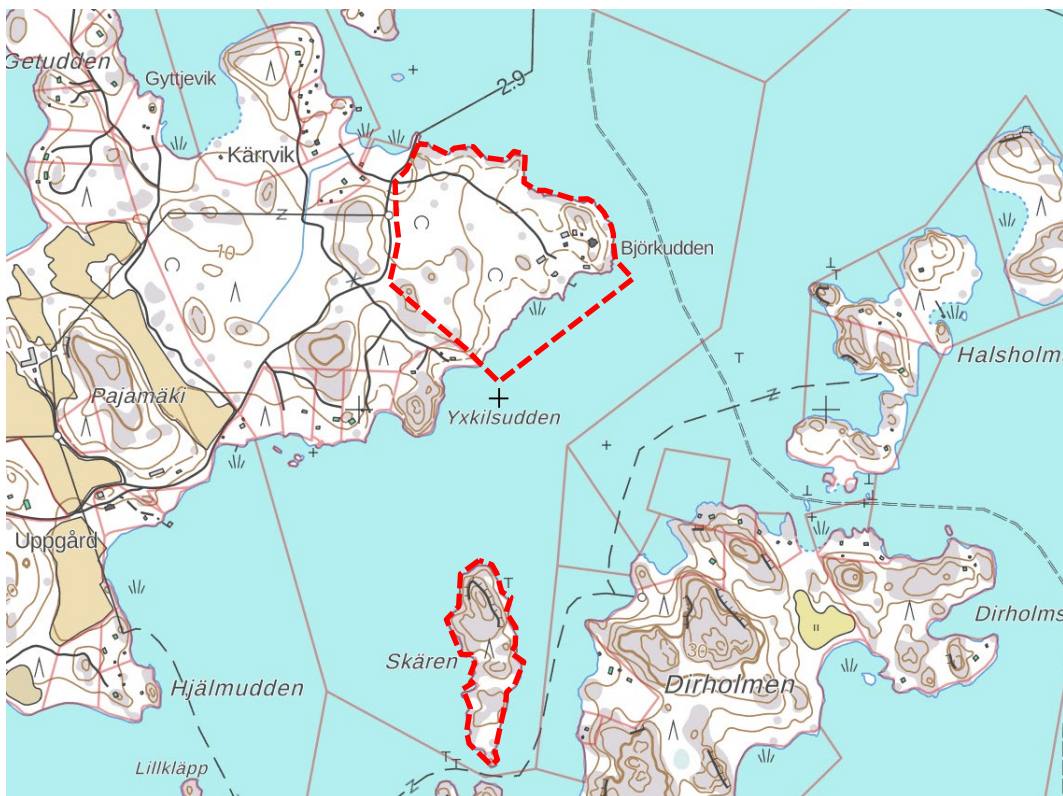 Getudden
Gyttjevik
2.9
Kärrvik
Björkudden
10
Halsholm
Pajamäki
Yxkilsudden
Uppgård
Dirholms
Skären
30
Dirholmen
Hjälmudden
Lillkläpp